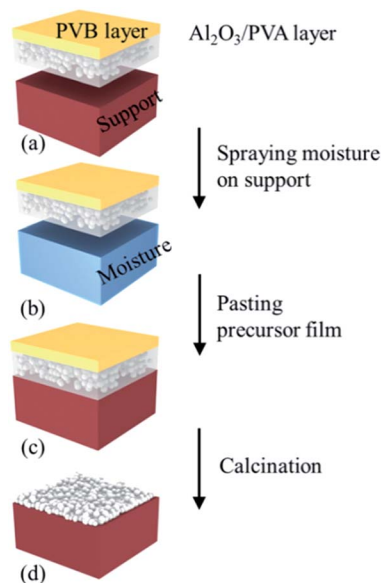 PVB layer
Al₂O₃/PVA layer
Support
(a)
Spraying moisture
on support
Moisture
(b)
Pasting
precursor film
(c)
Calcination
(d)